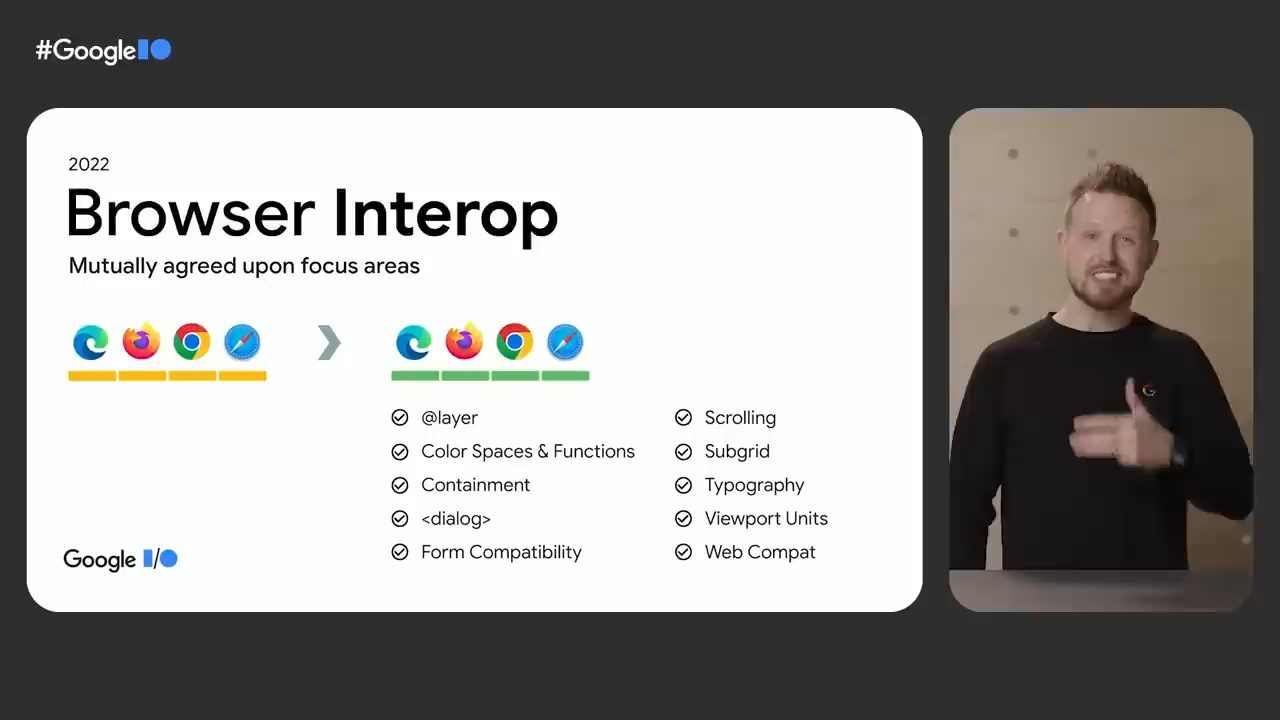 #GoogleIO
2022
Browser Interop
Mutually agreed upon focus areas
@layer
Color Spaces & Functions
Containment
<dialog>
Form Compatibility
Scrolling
Subgrid
Typography
Viewport Units
Web Compat
Google I/O